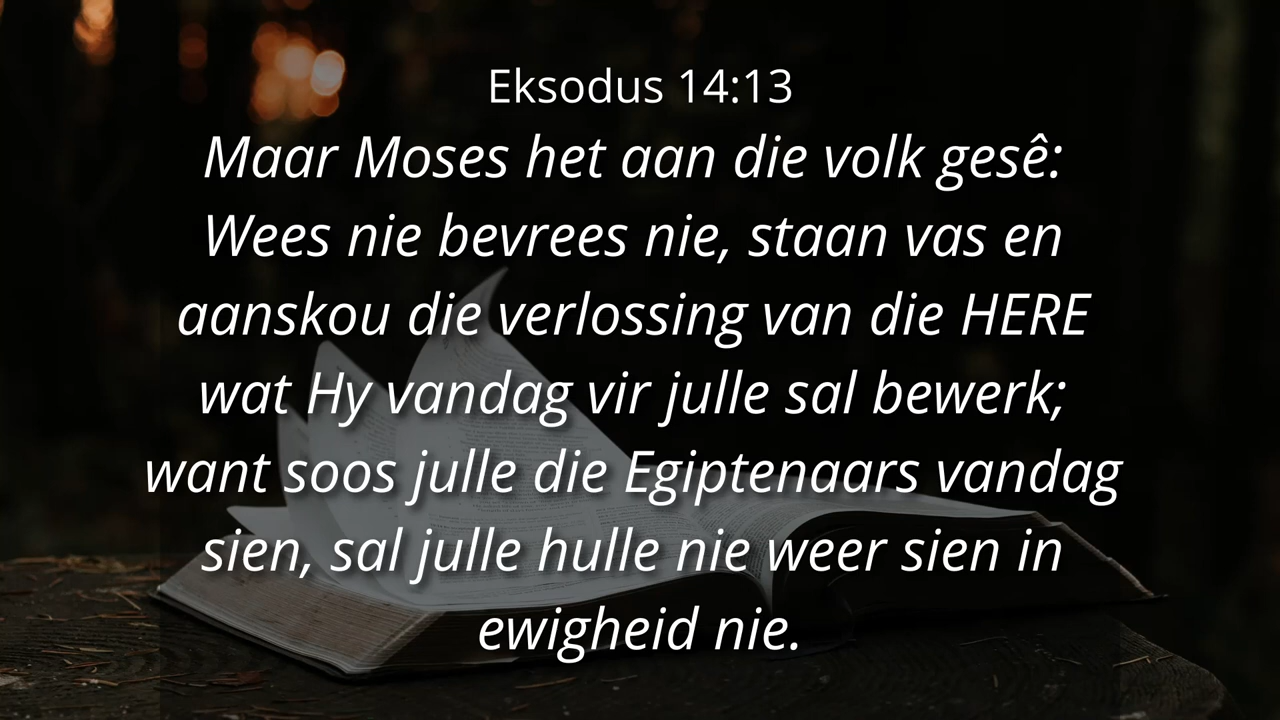 Eksodus 14:13
Maar Moses het aan die volk gesê:
Wees nie bevrees nie, staan vas en
aanskou die verlossing van die HERE
wat Hy vandag vir julle sal bewerk;
want soos julle die Egiptenaars vandag
sien, sal julle hulle nie weer sien in
ewigheid nie.